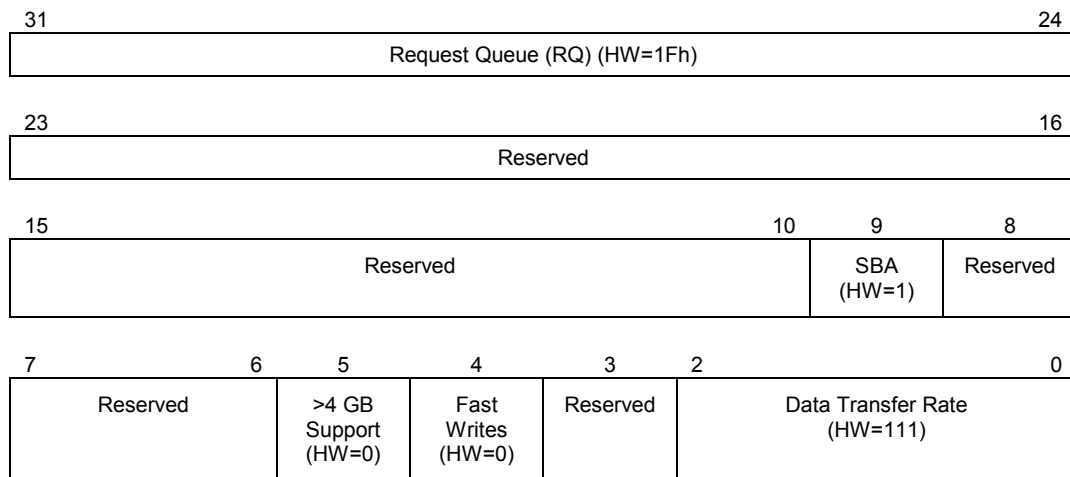 31 24
Request Queue (RQ) (HW=1Fh)
23 16
Reserved
15 10 9 8
Reserved SBA Reserved
(HW=1)
7 6 5 4 3 2 0
Reserved >4 GB Fast Reserved Data Transfer Rate
Support Writes (HW=111)
(HW=0) (HW=0)